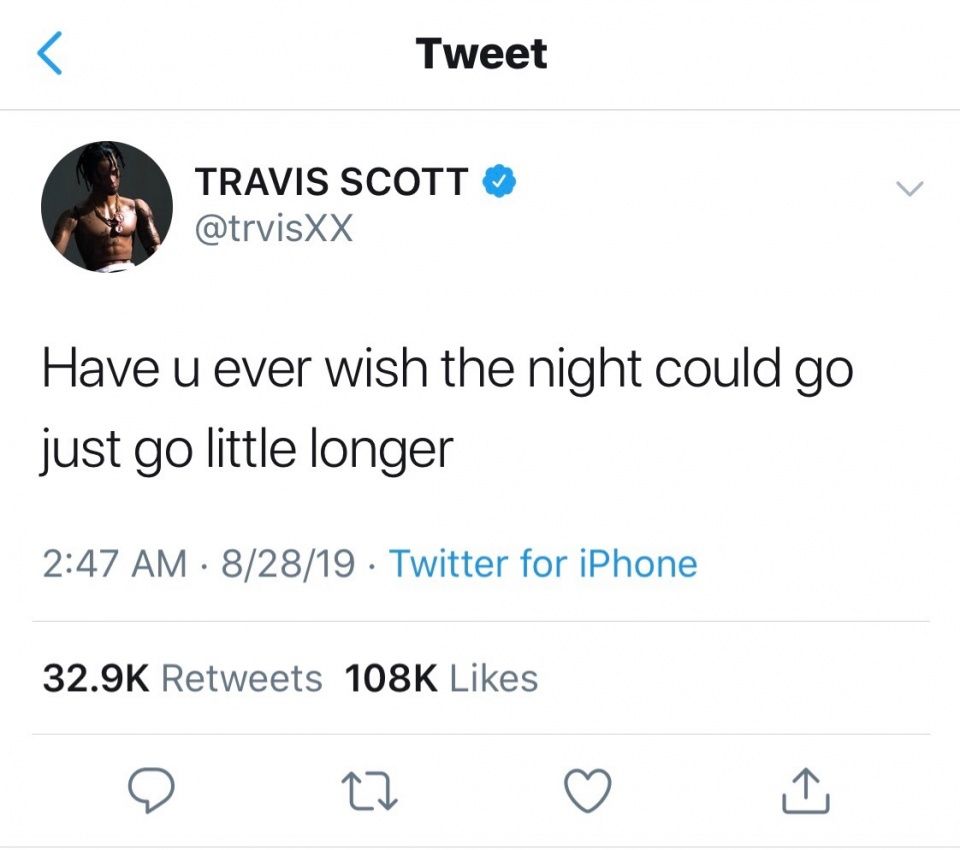 Tweet
TRAVIS SCOTT
@trvisXX
Have u ever wish the night could go
just go little longer
2:47 AM · 8/28/19 · Twitter for iPhone
32.9K Retweets 108K Likes